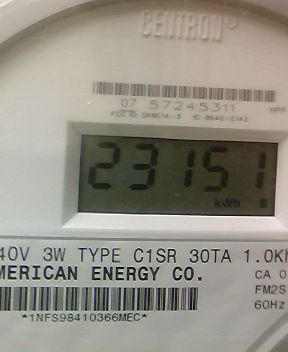 CENTRON®
07 57245311
23151
kWh
40V 3W TYPE C1SR 30TA 1.0K
MERICAN ENERGY CO.
CA 0
FM2S
60Hz
*1NFS98410366MEC*